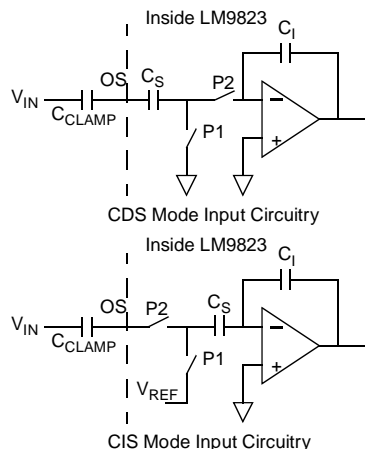 Inside LM9823
C_I
OS
C_S
P2
V_IN
C_CLAMP
−
P1
+
CDS Mode Input Circuitry
Inside LM9823
C_I
OS
P2
C_S
V_IN
C_CLAMP
−
P1
V_REF
+
CIS Mode Input Circuitry